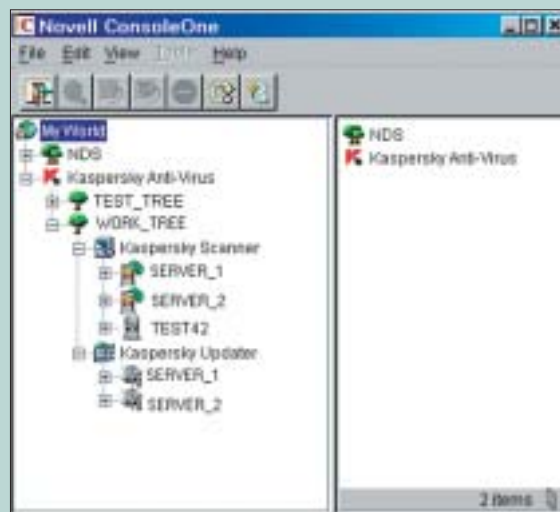 Novell ConsoleOne
File Edit View Tools Help
My World
NDS
Kaspersky Anti-Virus
TEST_TREE
WORK_TREE
Kaspersky Scanner
SERVER_1
SERVER_2
TEST42
Kaspersky Updater
SERVER_1
SERVER_2
NDS
Kaspersky Anti-Virus
2 items